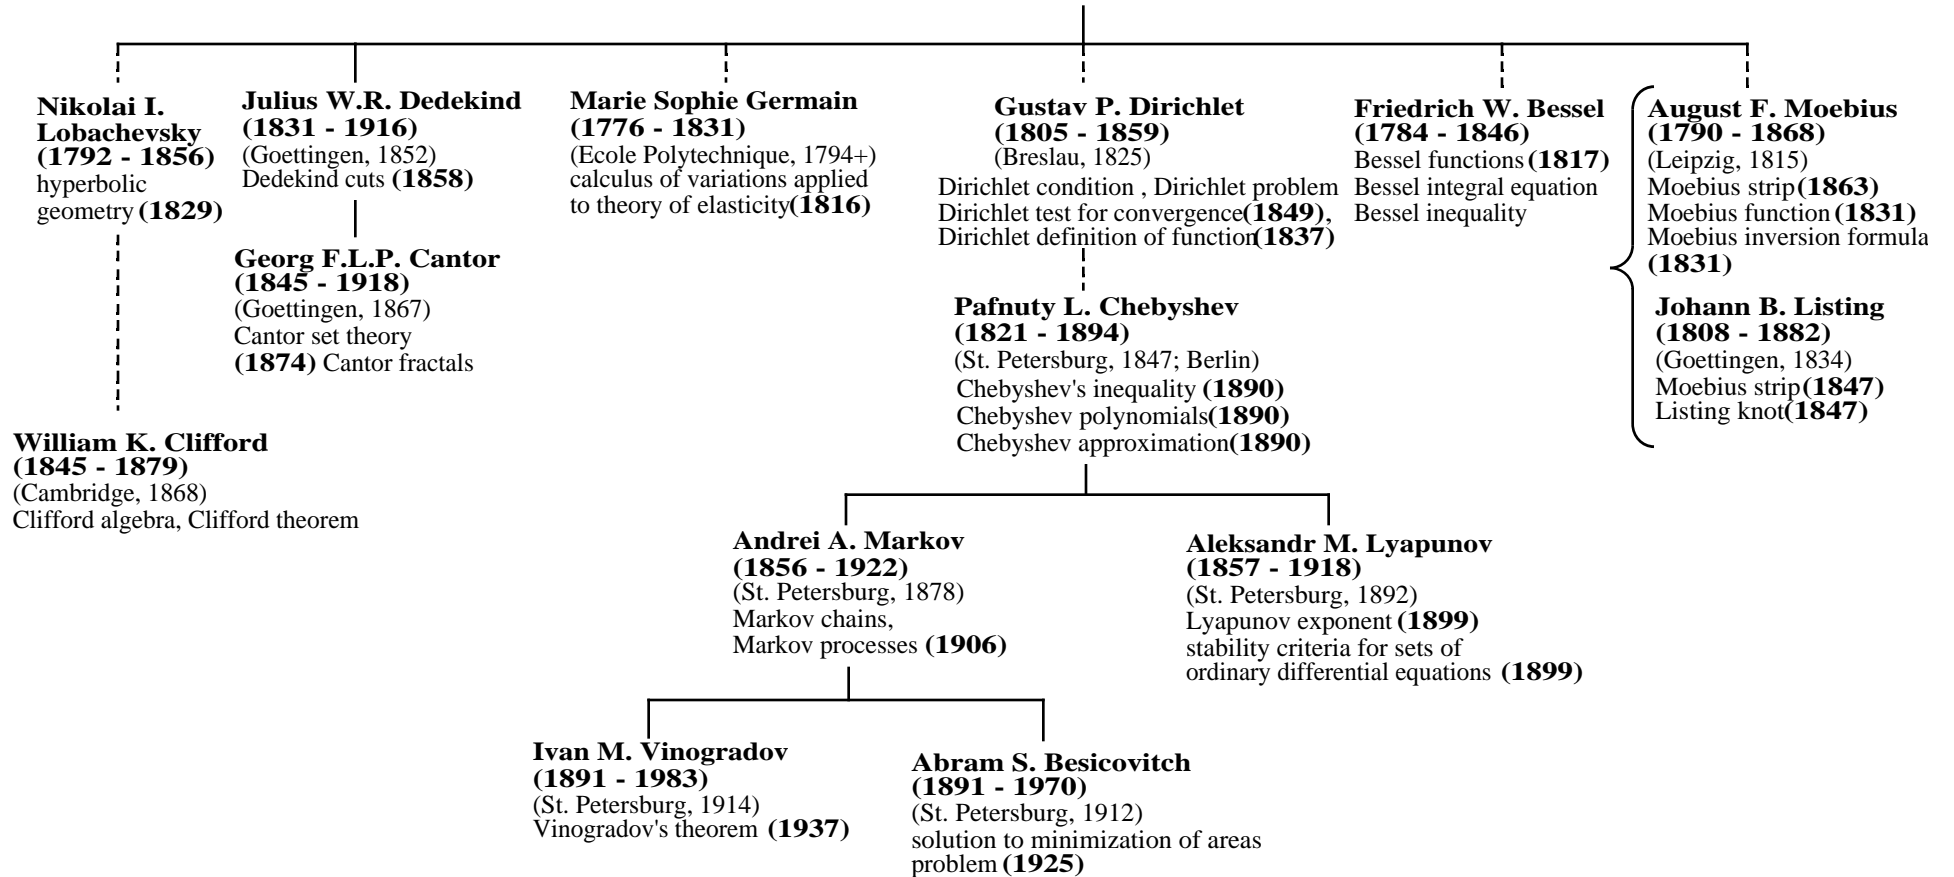 Nikolai I.
Lobachevsky
(1792 - 1856)
hyperbolic
geometry (1829)
Julius W.R. Dedekind
(1831 - 1916)
(Goettingen, 1852)
Dedekind cuts (1858)
Marie Sophie Germain
(1776 - 1831)
(Ecole Polytechnique, 1794+)
calculus of variations applied
to theory of elasticity(1816)
Gustav P. Dirichlet
(1805 - 1859)
(Breslau, 1825)
Dirichlet condition , Dirichlet problem
Dirichlet test for convergence(1849),
Dirichlet definition of function(1837)
Friedrich W. Bessel
(1784 - 1846)
Bessel functions (1817)
Bessel integral equation
Bessel inequality
August F. Moebius
(1790 - 1868)
(Leipzig, 1815)
Moebius strip(1863)
Moebius function (1831)
Moebius inversion formula
(1831)
Georg F.L.P. Cantor
(1845 - 1918)
(Goettingen, 1867)
Cantor set theory
(1874) Cantor fractals
Pafnuty L. Chebyshev
(1821 - 1894)
(St. Petersburg, 1847; Berlin)
Chebyshev's inequality (1890)
Chebyshev polynomials(1890)
Chebyshev approximation(1890)
Johann B. Listing
(1808 - 1882)
(Goettingen, 1834)
Moebius strip(1847)
Listing knot(1847)
William K. Clifford
(1845 - 1879)
(Cambridge, 1868)
Clifford algebra, Clifford theorem
Andrei A. Markov
(1856 - 1922)
(St. Petersburg, 1878)
Markov chains,
Markov processes (1906)
Aleksandr M. Lyapunov
(1857 - 1918)
(St. Petersburg, 1892)
Lyapunov exponent (1899)
stability criteria for sets of
ordinary differential equations (1899)
Ivan M. Vinogradov
(1891 - 1983)
(St. Petersburg, 1914)
Vinogradov's theorem (1937)
Abram S. Besicovitch
(1891 - 1970)
(St. Petersburg, 1912)
solution to minimization of areas
problem (1925)